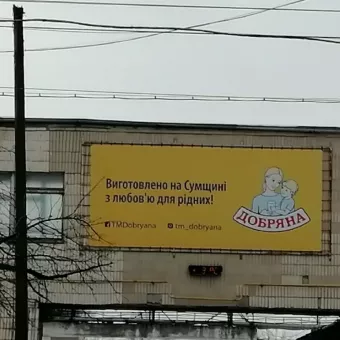 Виготовлено на Сумщині
з любов'ю для рідних!
TMDobryana tm_dobryana
ДОБРЯНА